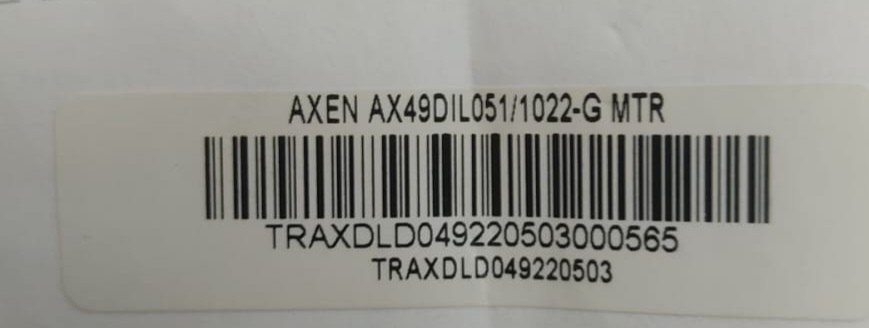 AXEN AX49DIL051/1022-G MTR
TRAXDLD049220503000565
TRAXDLD049220503